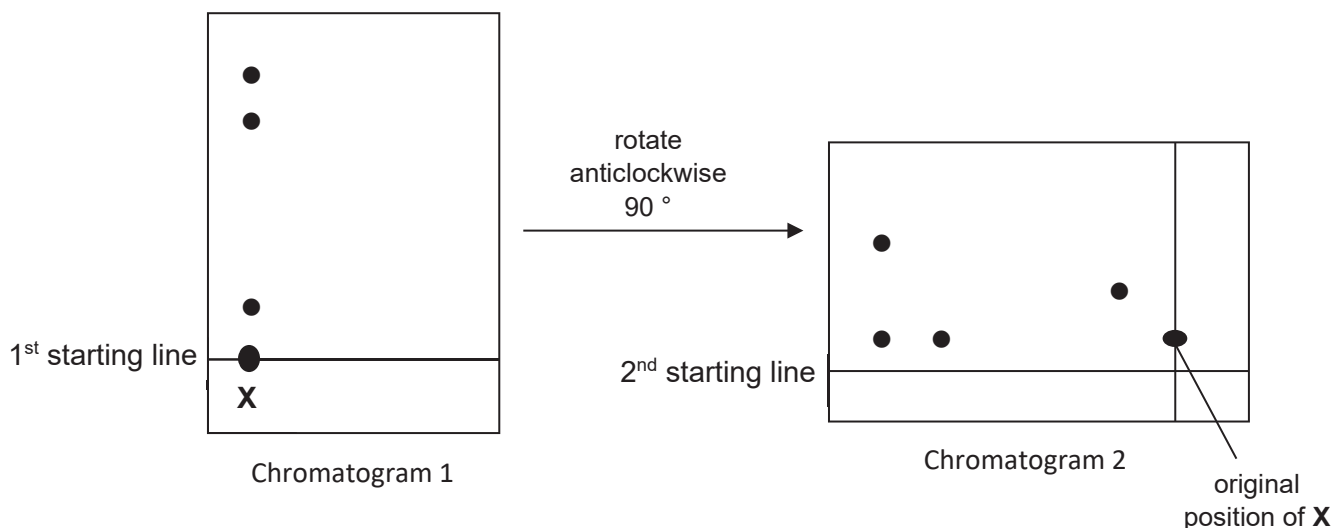 rotate
anticlockwise
90 °
1st starting line
X
2nd starting line
Chromatogram 1
Chromatogram 2
original
position of X